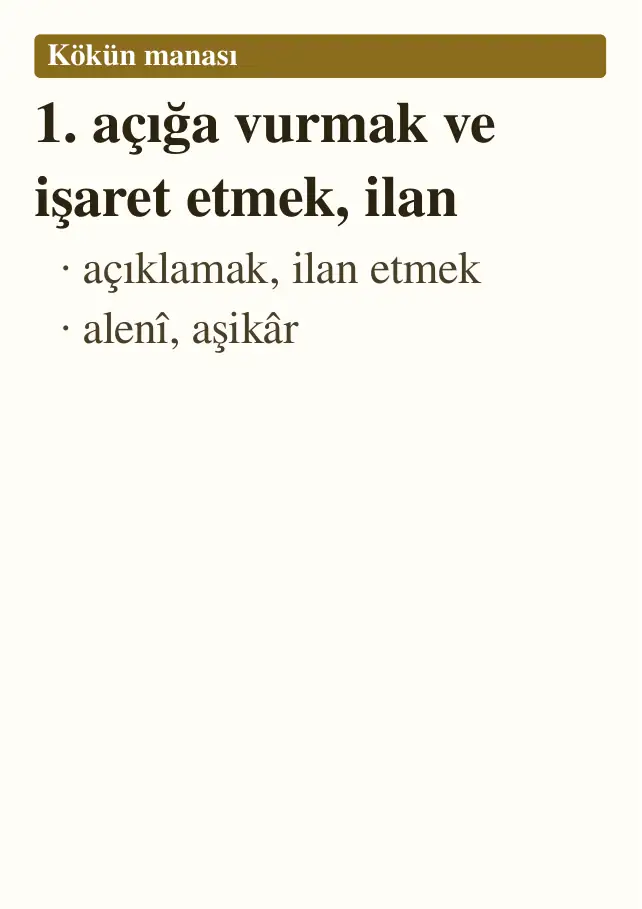 Kökün manası
1. açığa vurmak ve
işaret etmek, ilan
· açıklamak, ilan etmek
· alenî, aşikâr